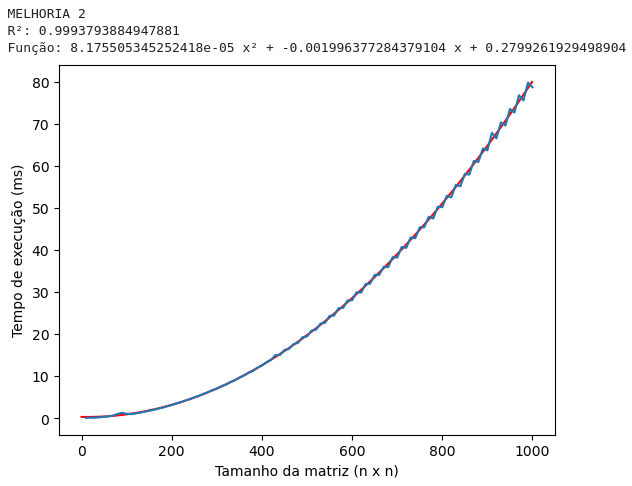 MELHORIA 2
R²: 0.9993793884947881
Função: 8.175505345252418e-05 x² + -0.001996377284379104 x + 0.2799261929498904
80
70
60
50
40
30
20
10
0
Tempo de execução (ms)
0 200 400 600 800 1000
Tamanho da matriz (n x n)